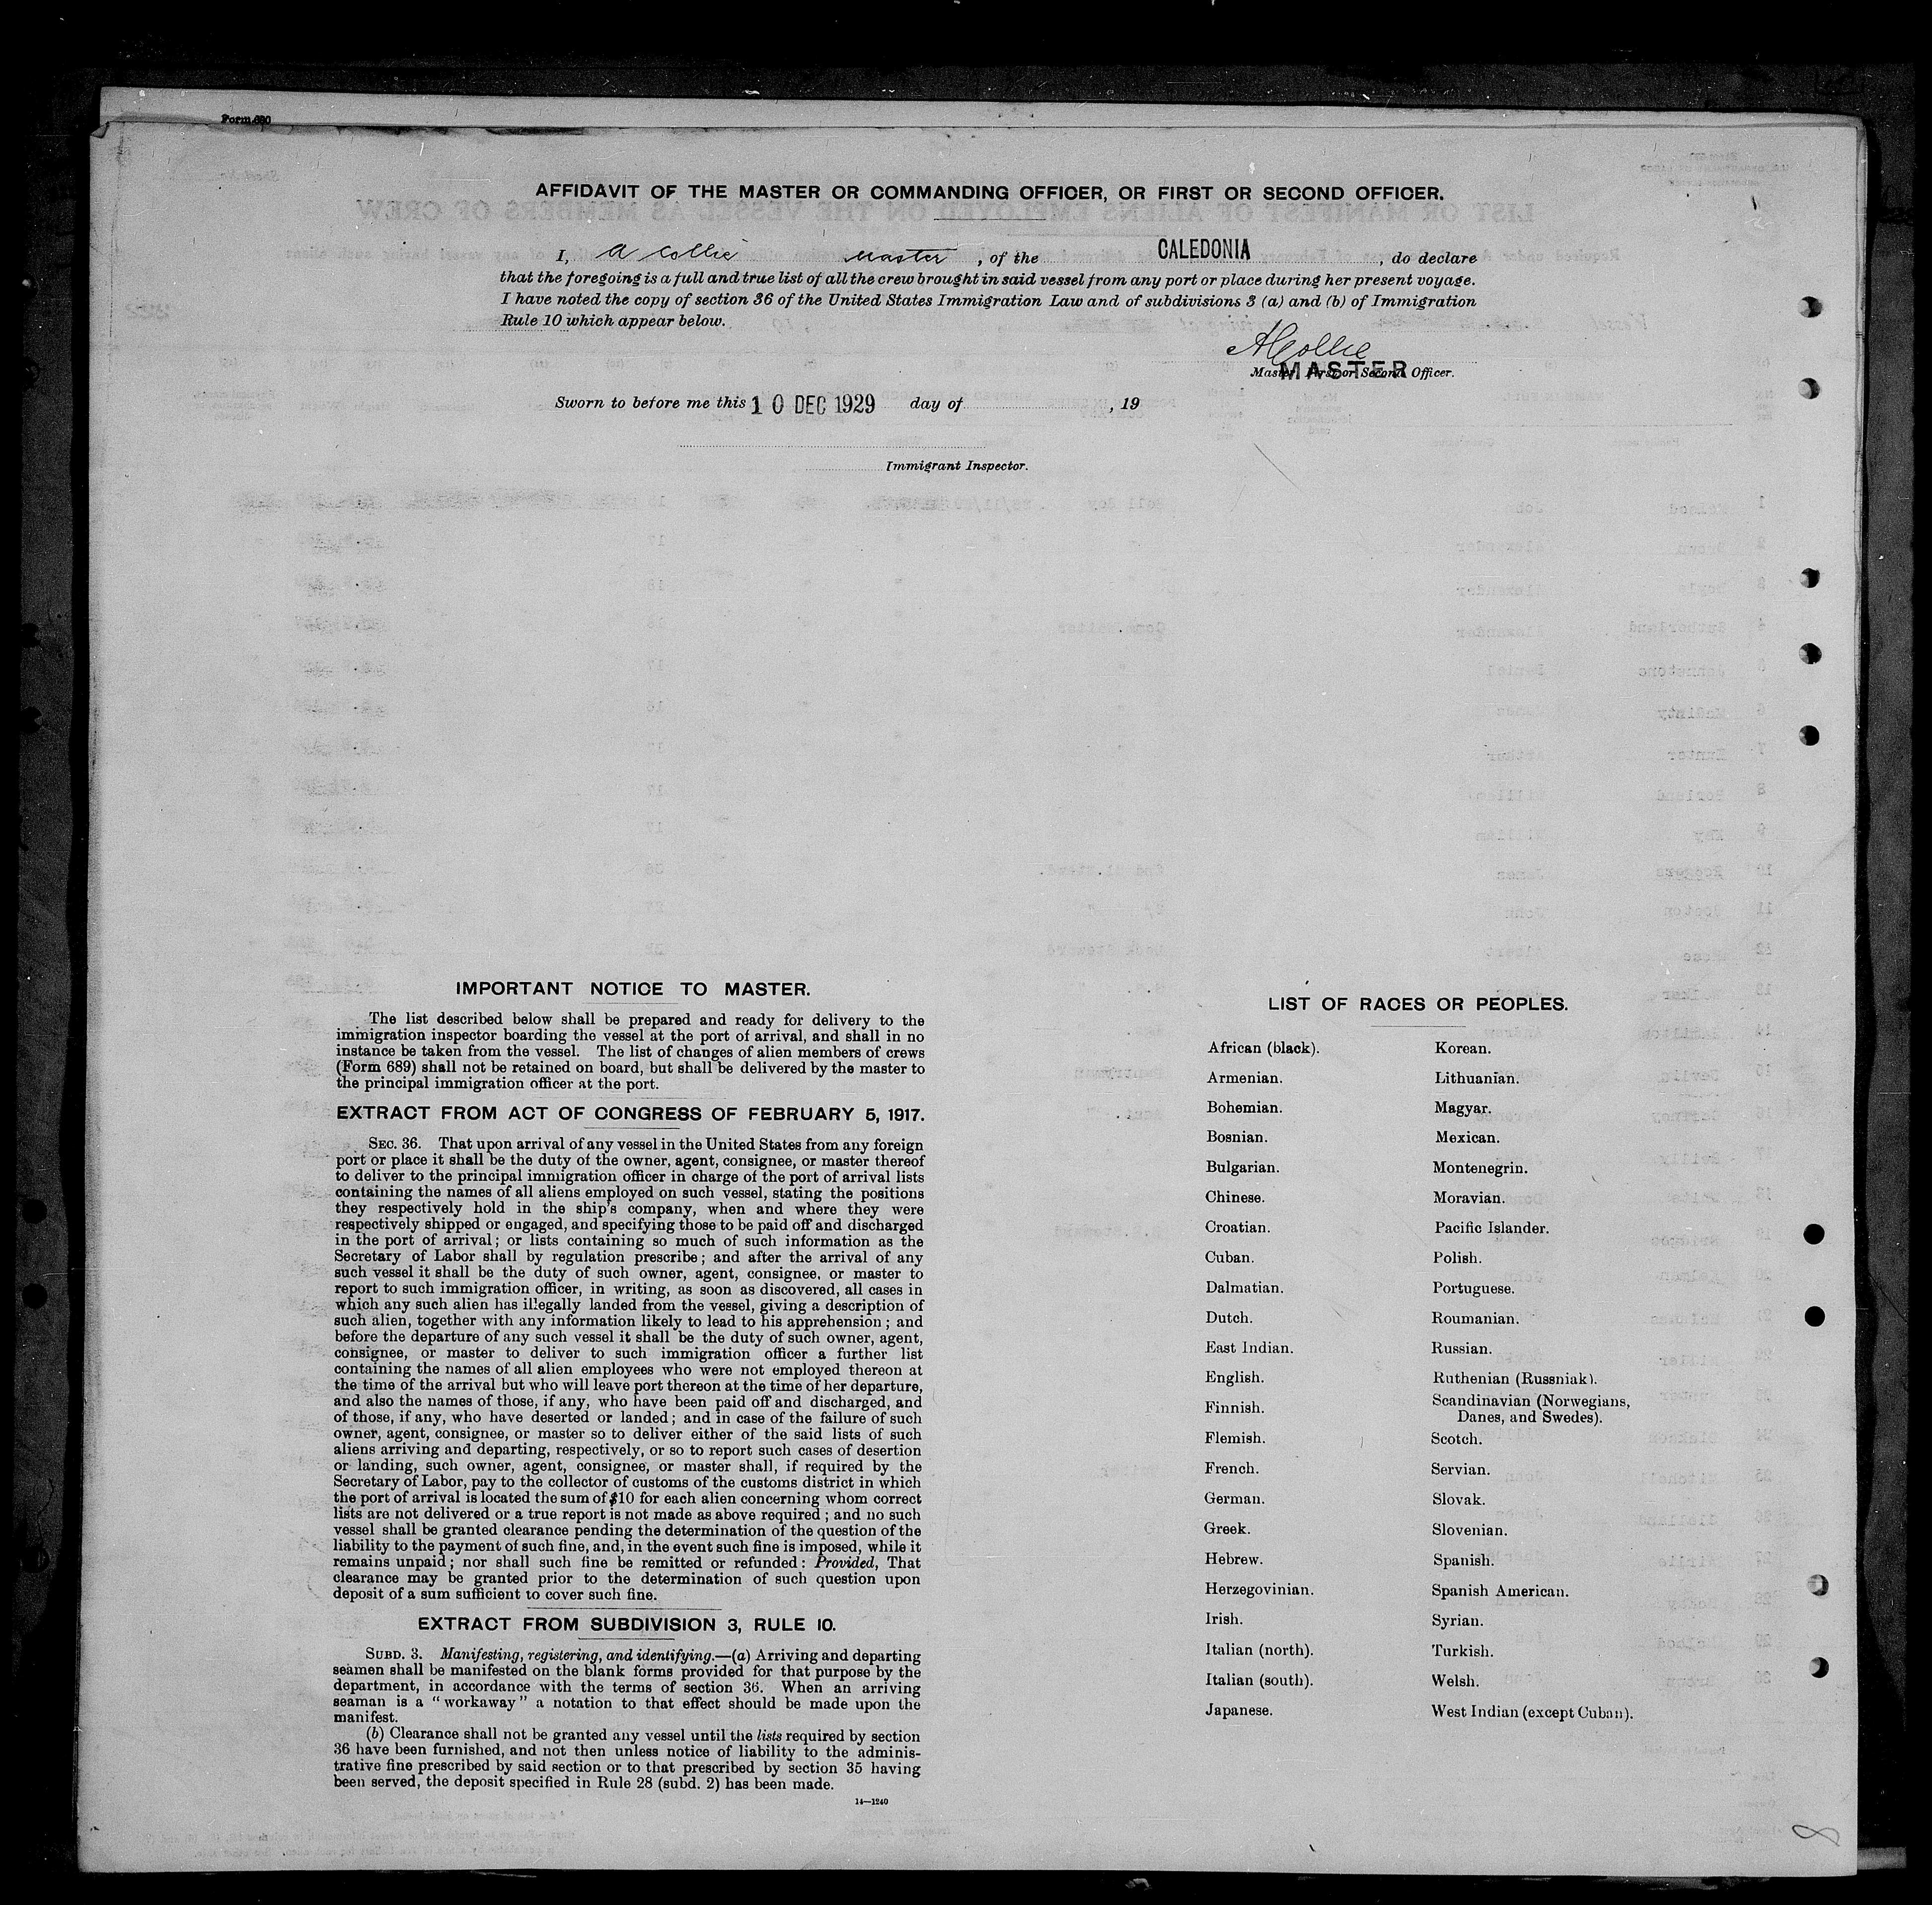 Form 680
AFFIDAVIT OF THE MASTER OR COMMANDING OFFICER, OR FIRST OR SECOND OFFICER.
I, A Collie Master, of the CALEDONIA, do declare
that the foregoing is a full and true list of all the crew brought in said vessel from any port or place during her present voyage.
I have noted the copy of section 36 of the United States Immigration Law and of subdivisions 3 (a) and (b) of Immigration
Rule 10 which appear below.
A Collie
MASTER
Master, First or Second Officer.
Sworn to before me this 10 DEC 1929 day of , 19
Immigrant Inspector.
IMPORTANT NOTICE TO MASTER.
The list described below shall be prepared and ready for delivery to the
immigration inspector boarding the vessel at the port of arrival, and shall in no
instance be taken from the vessel. The list of changes of alien members of crews
(Form 689) shall not be retained on board, but shall be delivered by the master to
the principal immigration officer at the port.
EXTRACT FROM ACT OF CONGRESS OF FEBRUARY 5, 1917.
SEC. 36. That upon arrival of any vessel in the United States from any foreign
port or place it shall be the duty of the owner, agent, consignee, or master thereof
to deliver to the principal immigration officer in charge of the port of arrival lists
containing the names of all aliens employed on such vessel, stating the positions
they respectively hold in the ship's company, when and where they were
respectively shipped or engaged, and specifying those to be paid off and discharged
in the port of arrival; or lists containing so much of such information as the
Secretary of Labor shall by regulation prescribe; and after the arrival of any
such vessel it shall be the duty of such owner, agent, consignee, or master to
report to such immigration officer, in writing, as soon as discovered, all cases in
which any such alien has illegally landed from the vessel, giving a description of
such alien, together with any information likely to lead to his apprehension; and
before the departure of any such vessel it shall be the duty of such owner, agent,
consignee, or master to deliver to such immigration officer a further list
containing the names of all alien employees who were not employed thereon at
the time of the arrival but who will leave port thereon at the time of her departure,
and also the names of those, if any, who have been paid off and discharged, and
of those, if any, who have deserted or landed; and in case of the failure of such
owner, agent, consignee, or master so to deliver either of the said lists of such
aliens arriving and departing, respectively, or so to report such cases of desertion
or landing, such owner, agent, consignee, or master shall, if required by the
Secretary of Labor, pay to the collector of customs of the customs district in which
the port of arrival is located the sum of $10 for each alien concerning whom correct
lists are not delivered or a true report is not made as above required; and no such
vessel shall be granted clearance pending the determination of the question of the
liability to the payment of such fine, and, in the event such fine is imposed, while it
remains unpaid; nor shall such fine be remitted or refunded: Provided, That
clearance may be granted prior to the determination of such question upon
deposit of a sum sufficient to cover such fine.
EXTRACT FROM SUBDIVISION 3, RULE 10.
SUBD. 3. Manifesting, registering, and identifying.—(a) Arriving and departing
seamen shall be manifested on the blank forms provided for that purpose by the
department, in accordance with the terms of section 36. When an arriving
seaman is a "workaway" a notation to that effect should be made upon the
manifest.
(b) Clearance shall not be granted any vessel until the lists required by section
36 have been furnished, and not then unless notice of liability to the adminis-
trative fine prescribed by said section or to that prescribed by section 35 having
been served, the deposit specified in Rule 28 (subd. 2) has been made.
14—1240
LIST OF RACES OR PEOPLES.
African (black).
Armenian.
Bohemian.
Bosnian.
Bulgarian.
Chinese.
Croatian.
Cuban.
Dalmatian.
Dutch.
East Indian.
English.
Finnish.
Flemish.
French.
German.
Greek.
Hebrew.
Herzegovinian.
Irish.
Italian (north).
Italian (south).
Japanese.
Korean.
Lithuanian.
Magyar.
Mexican.
Montenegrin.
Moravian.
Pacific Islander.
Polish.
Portuguese.
Roumanian.
Russian.
Ruthenian (Russniak).
Scandinavian (Norwegians,
Danes, and Swedes).
Scotch.
Servian.
Slovak.
Slovenian.
Spanish.
Spanish American.
Syrian.
Turkish.
Welsh.
West Indian (except Cuban).
8